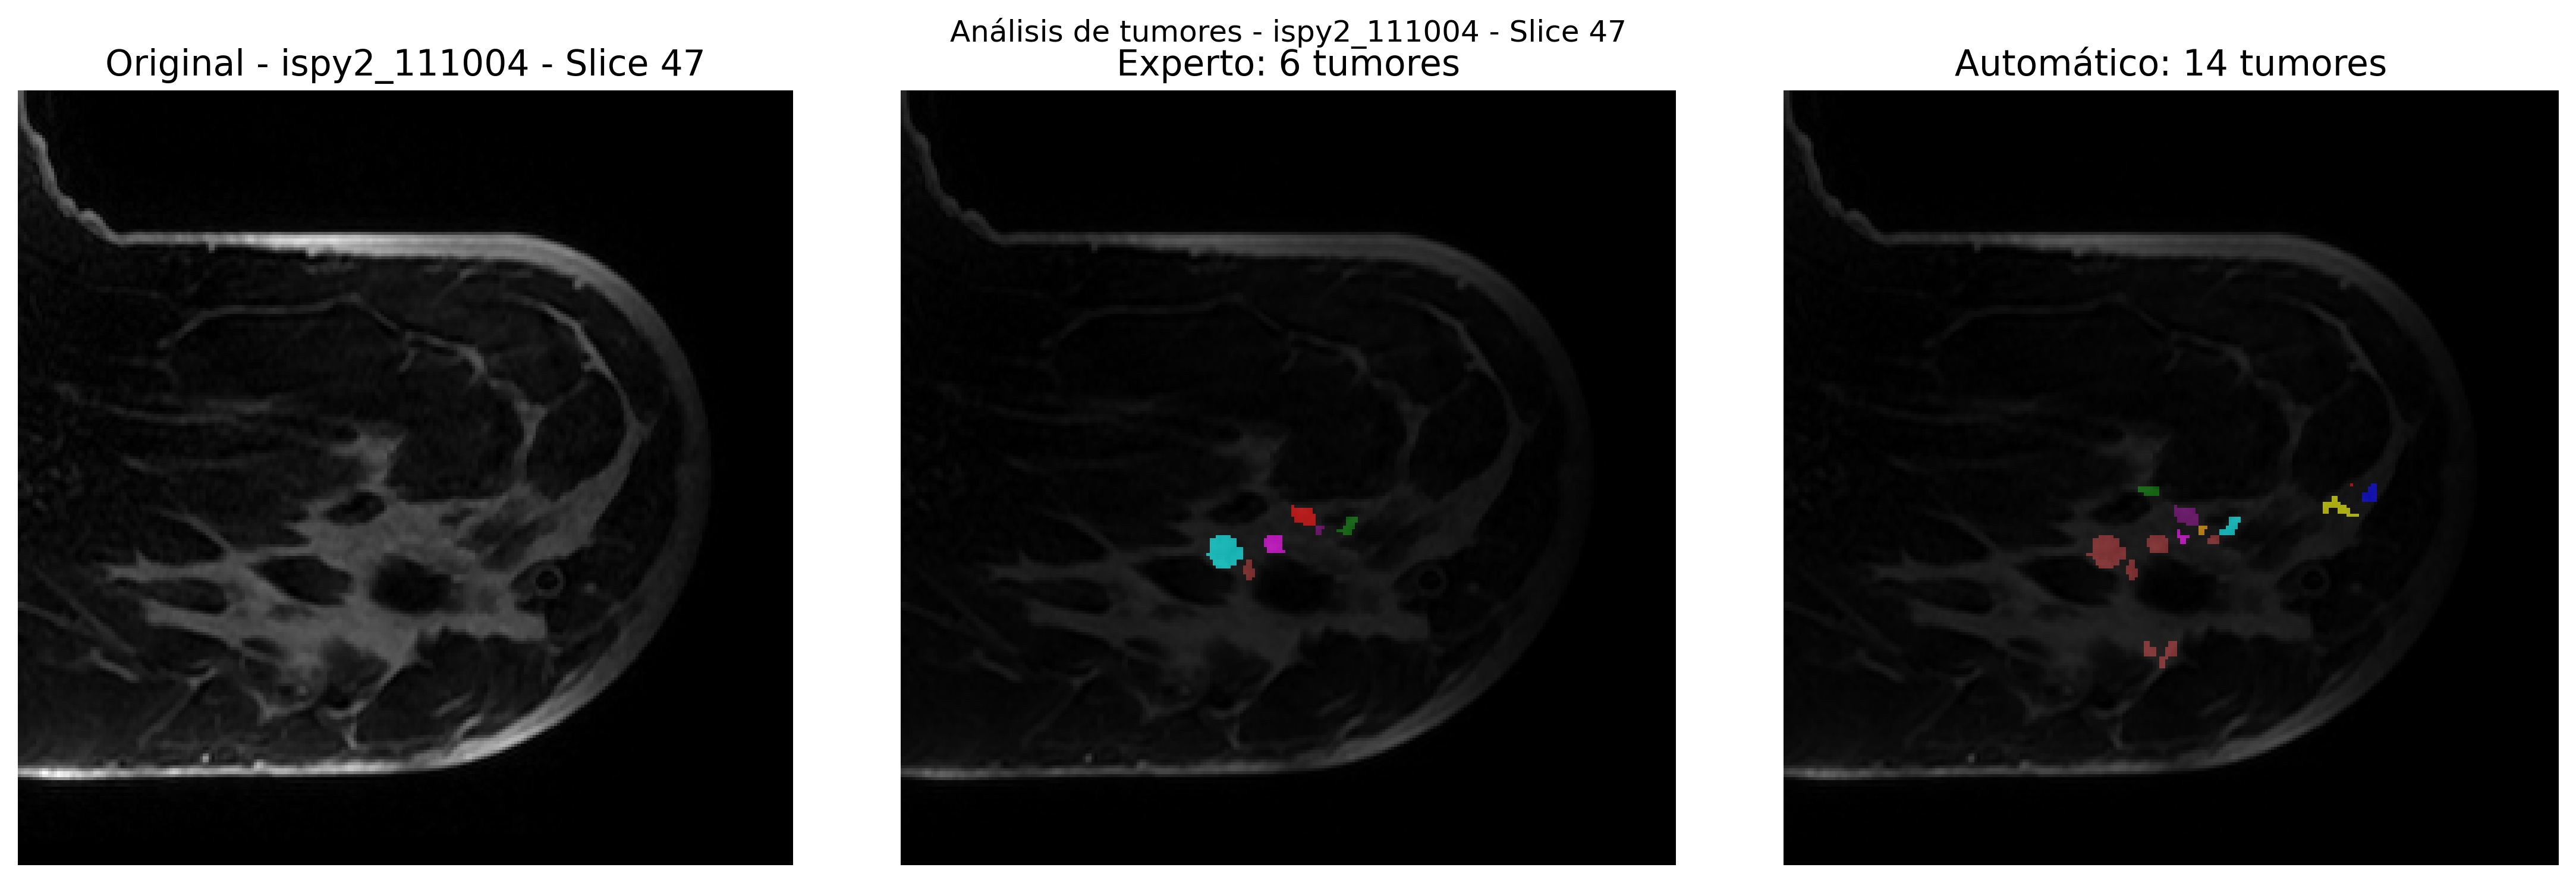 Análisis de tumores - ispy2_111004 - Slice 47
Original - ispy2_111004 - Slice 47
Experto: 6 tumores
Automático: 14 tumores